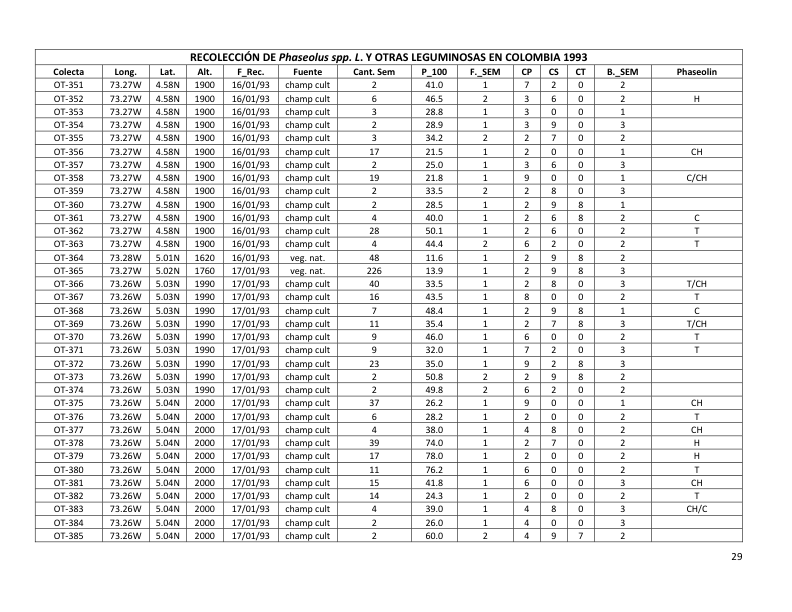 RECOLECCIÓN DE Phaseolus spp. L. Y OTRAS LEGUMINOSAS EN COLOMBIA 1993
Colecta Long. Lat. Alt. F_Rec. Fuente Cant. Sem P_100 F._SEM CP CS CT B._SEM Phaseolin
OT-351 73.27W 4.58N 1900 16/01/93 champ cult 2 41.0 1 7 2 0 2
OT-352 73.27W 4.58N 1900 16/01/93 champ cult 6 46.5 2 3 6 0 2 H
OT-353 73.27W 4.58N 1900 16/01/93 champ cult 3 28.8 1 3 0 0 1
OT-354 73.27W 4.58N 1900 16/01/93 champ cult 2 28.9 1 3 9 0 3
OT-355 73.27W 4.58N 1900 16/01/93 champ cult 3 34.2 2 2 7 0 2
OT-356 73.27W 4.58N 1900 16/01/93 champ cult 17 21.5 1 2 0 0 1 CH
OT-357 73.27W 4.58N 1900 16/01/93 champ cult 2 25.0 1 3 6 0 3
OT-358 73.27W 4.58N 1900 16/01/93 champ cult 19 21.8 1 9 0 0 1 C/CH
OT-359 73.27W 4.58N 1900 16/01/93 champ cult 2 33.5 2 2 8 0 3
OT-360 73.27W 4.58N 1900 16/01/93 champ cult 2 28.5 1 2 9 8 1
OT-361 73.27W 4.58N 1900 16/01/93 champ cult 4 40.0 1 2 6 8 2 C
OT-362 73.27W 4.58N 1900 16/01/93 champ cult 28 50.1 1 2 6 0 2 T
OT-363 73.27W 4.58N 1900 16/01/93 champ cult 4 44.4 2 6 2 0 2 T
OT-364 73.28W 5.01N 1620 16/01/93 veg. nat. 48 11.6 1 2 9 8 2
OT-365 73.27W 5.02N 1760 17/01/93 veg. nat. 226 13.9 1 2 9 8 3
OT-366 73.26W 5.03N 1990 17/01/93 champ cult 40 33.5 1 2 8 0 3 T/CH
OT-367 73.26W 5.03N 1990 17/01/93 champ cult 16 43.5 1 8 0 0 2 T
OT-368 73.26W 5.03N 1990 17/01/93 champ cult 7 48.4 1 2 9 8 1 C
OT-369 73.26W 5.03N 1990 17/01/93 champ cult 11 35.4 1 2 7 8 3 T/CH
OT-370 73.26W 5.03N 1990 17/01/93 champ cult 9 46.0 1 6 0 0 2 T
OT-371 73.26W 5.03N 1990 17/01/93 champ cult 9 32.0 1 7 2 0 3 T
OT-372 73.26W 5.03N 1990 17/01/93 champ cult 23 35.0 1 9 2 8 3
OT-373 73.26W 5.03N 1990 17/01/93 champ cult 2 50.8 2 2 9 8 2
OT-374 73.26W 5.03N 1990 17/01/93 champ cult 2 49.8 2 6 2 0 2
OT-375 73.26W 5.04N 2000 17/01/93 champ cult 37 26.2 1 9 0 0 1 CH
OT-376 73.26W 5.04N 2000 17/01/93 champ cult 6 28.2 1 2 0 0 2 T
OT-377 73.26W 5.04N 2000 17/01/93 champ cult 4 38.0 1 4 8 0 2 CH
OT-378 73.26W 5.04N 2000 17/01/93 champ cult 39 74.0 1 2 7 0 2 H
OT-379 73.26W 5.04N 2000 17/01/93 champ cult 17 78.0 1 2 0 0 2 H
OT-380 73.26W 5.04N 2000 17/01/93 champ cult 11 76.2 1 6 0 0 2 T
OT-381 73.26W 5.04N 2000 17/01/93 champ cult 15 41.8 1 6 0 0 3 CH
OT-382 73.26W 5.04N 2000 17/01/93 champ cult 14 24.3 1 2 0 0 2 T
OT-383 73.26W 5.04N 2000 17/01/93 champ cult 4 39.0 1 4 8 0 3 CH/C
OT-384 73.26W 5.04N 2000 17/01/93 champ cult 2 26.0 1 4 0 0 3
OT-385 73.26W 5.04N 2000 17/01/93 champ cult 2 60.0 2 4 9 7 2
29